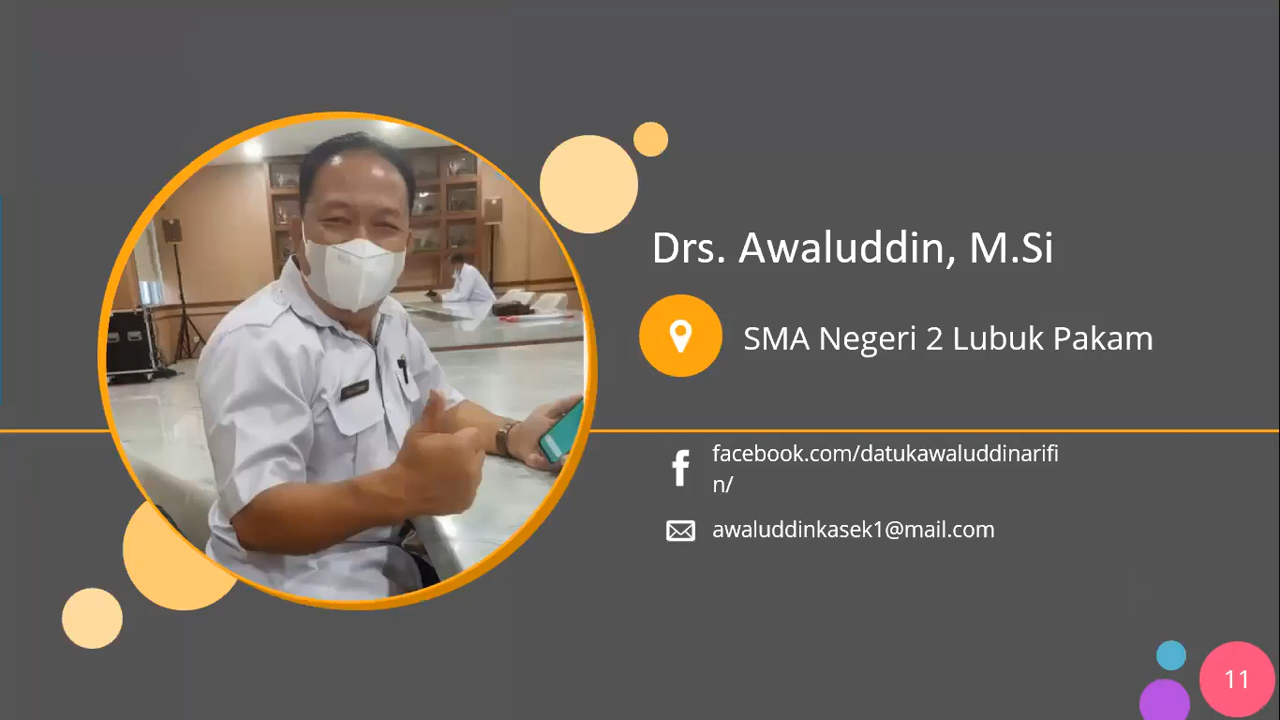 Drs. Awaluddin, M.Si
SMA Negeri 2 Lubuk Pakam
facebook.com/datukawaluddinarifi
n/
awaluddinkasek1@mail.com
11